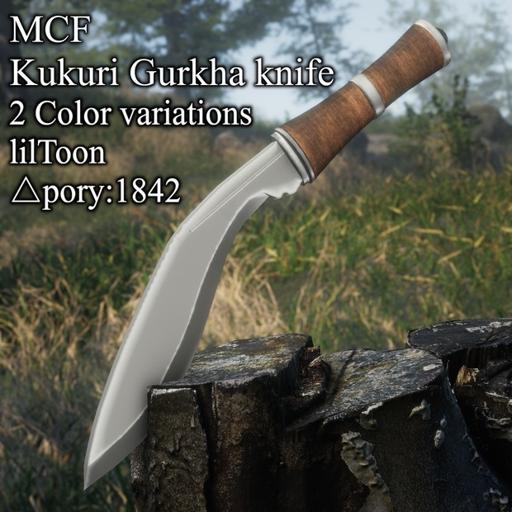 MCF
Kukuri Gurkha knife
2 Color variations
lilToon
△pory:1842